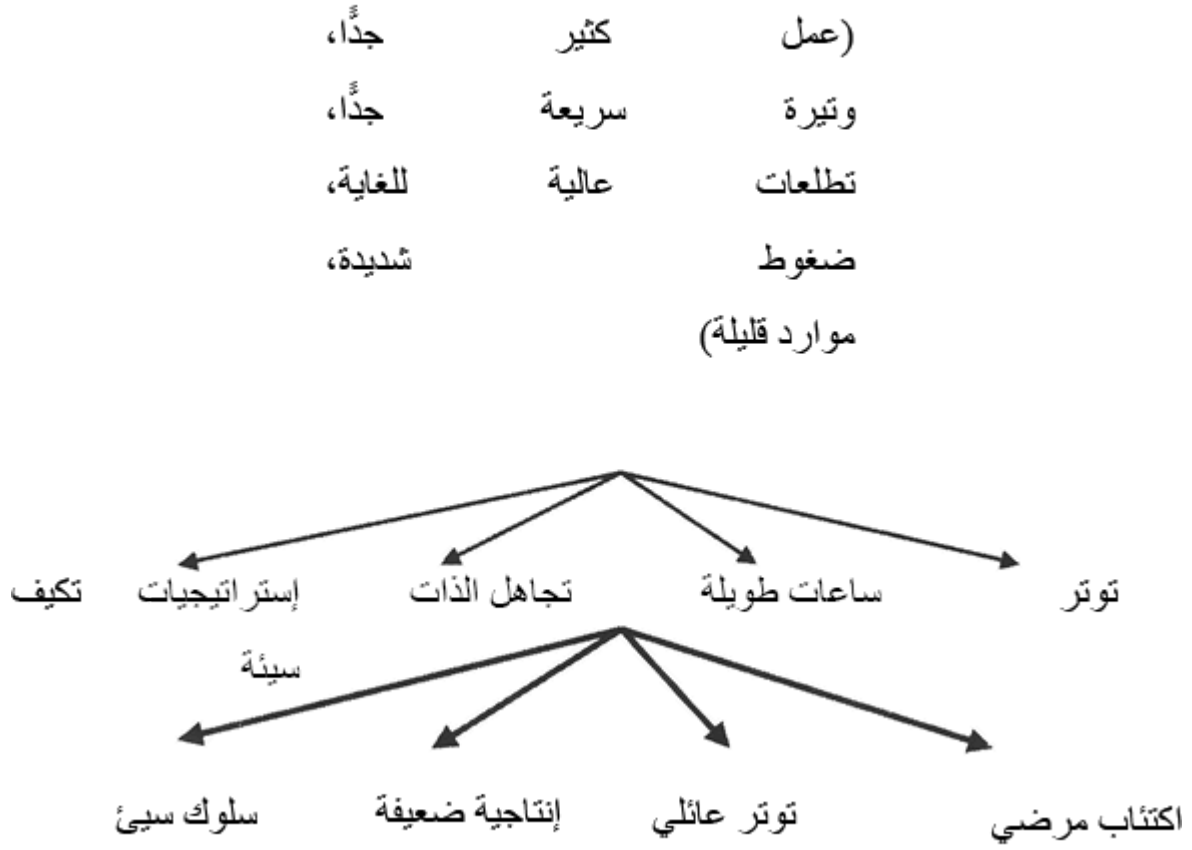 (عمل كثير جدًّا،
وتيرة سريعة جدًّا،
تطلعات عالية للغاية،
ضغوط شديدة،
موارد قليلة)
توتر ساعات طويلة تجاهل الذات إستراتيجيات تكيف
سيئة
اكتئاب مرضي توتر عائلي إنتاجية ضعيفة سلوك سيئ